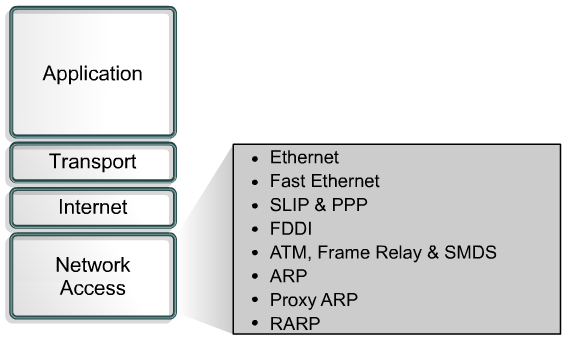 Application
Transport
Internet
Network
Access
• Ethernet
• Fast Ethernet
• SLIP & PPP
• FDDI
• ATM, Frame Relay & SMDS
• ARP
• Proxy ARP
• RARP